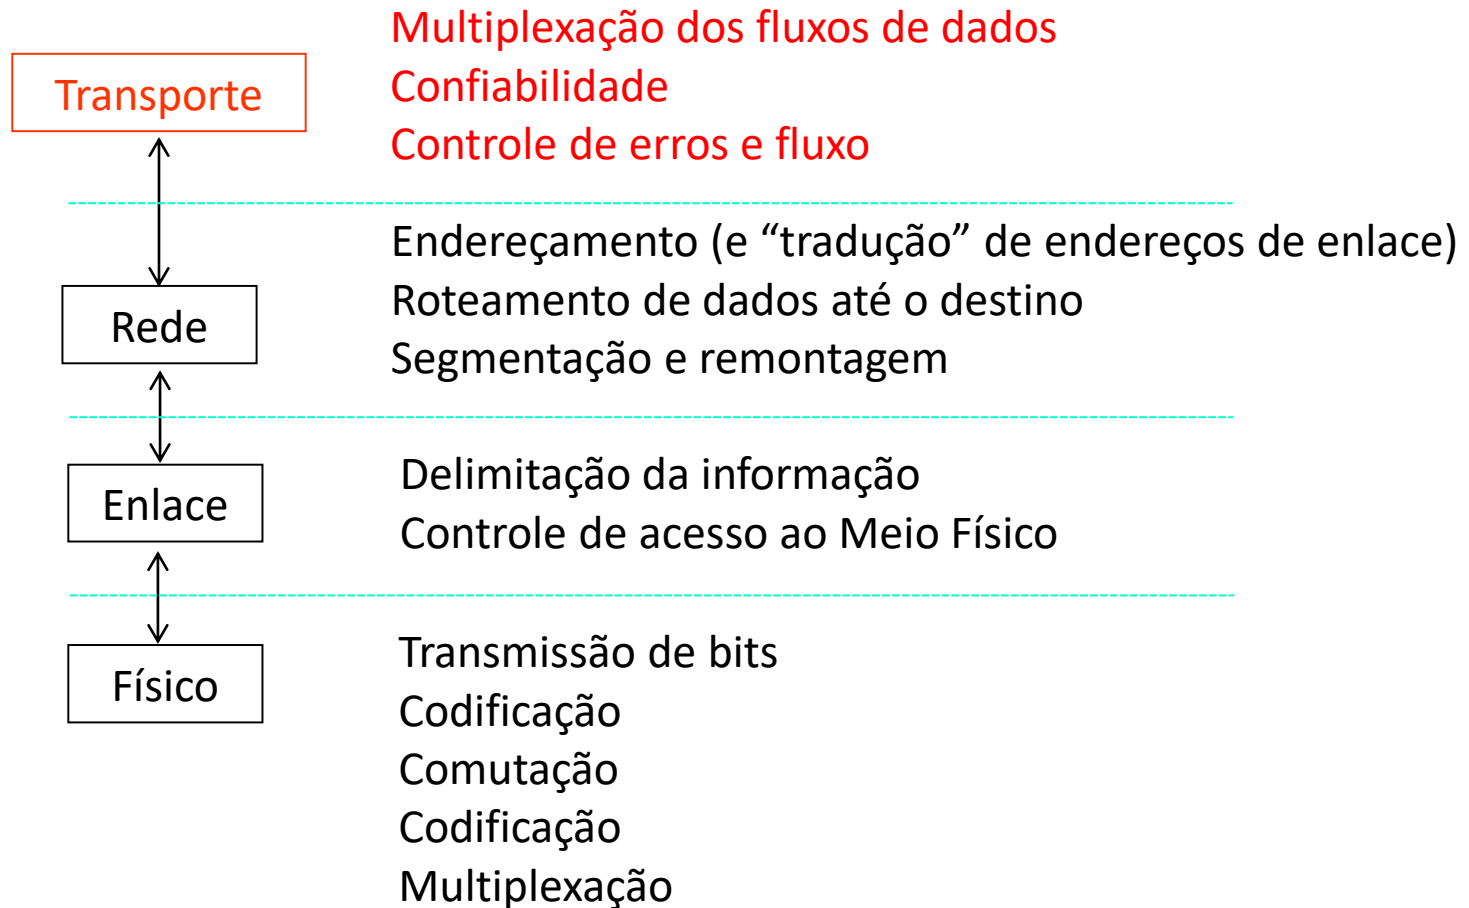 Transporte
Multiplexação dos fluxos de dados
Confiabilidade
Controle de erros e fluxo
Rede
Endereçamento (e “tradução” de endereços de enlace)
Roteamento de dados até o destino
Segmentação e remontagem
Enlace
Delimitação da informação
Controle de acesso ao Meio Físico
Físico
Transmissão de bits
Codificação
Comutação
Codificação
Multiplexação